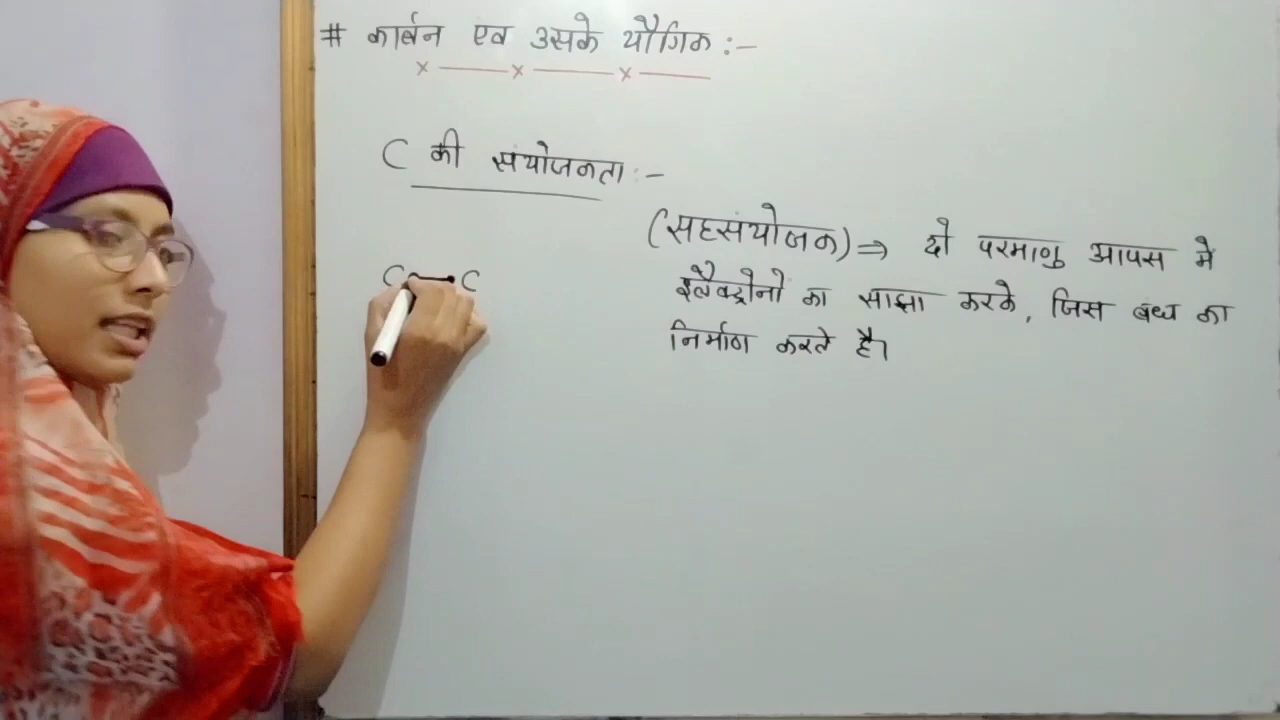 # कार्बन एव उसके यौगिक :-
C की संयोजकता :-
(सहसंयोजक) ⇒ दो परमाणु आपस मे
इलैक्ट्रोनो का साझा करके, जिस बंध का
निर्माण करते है।
C — C